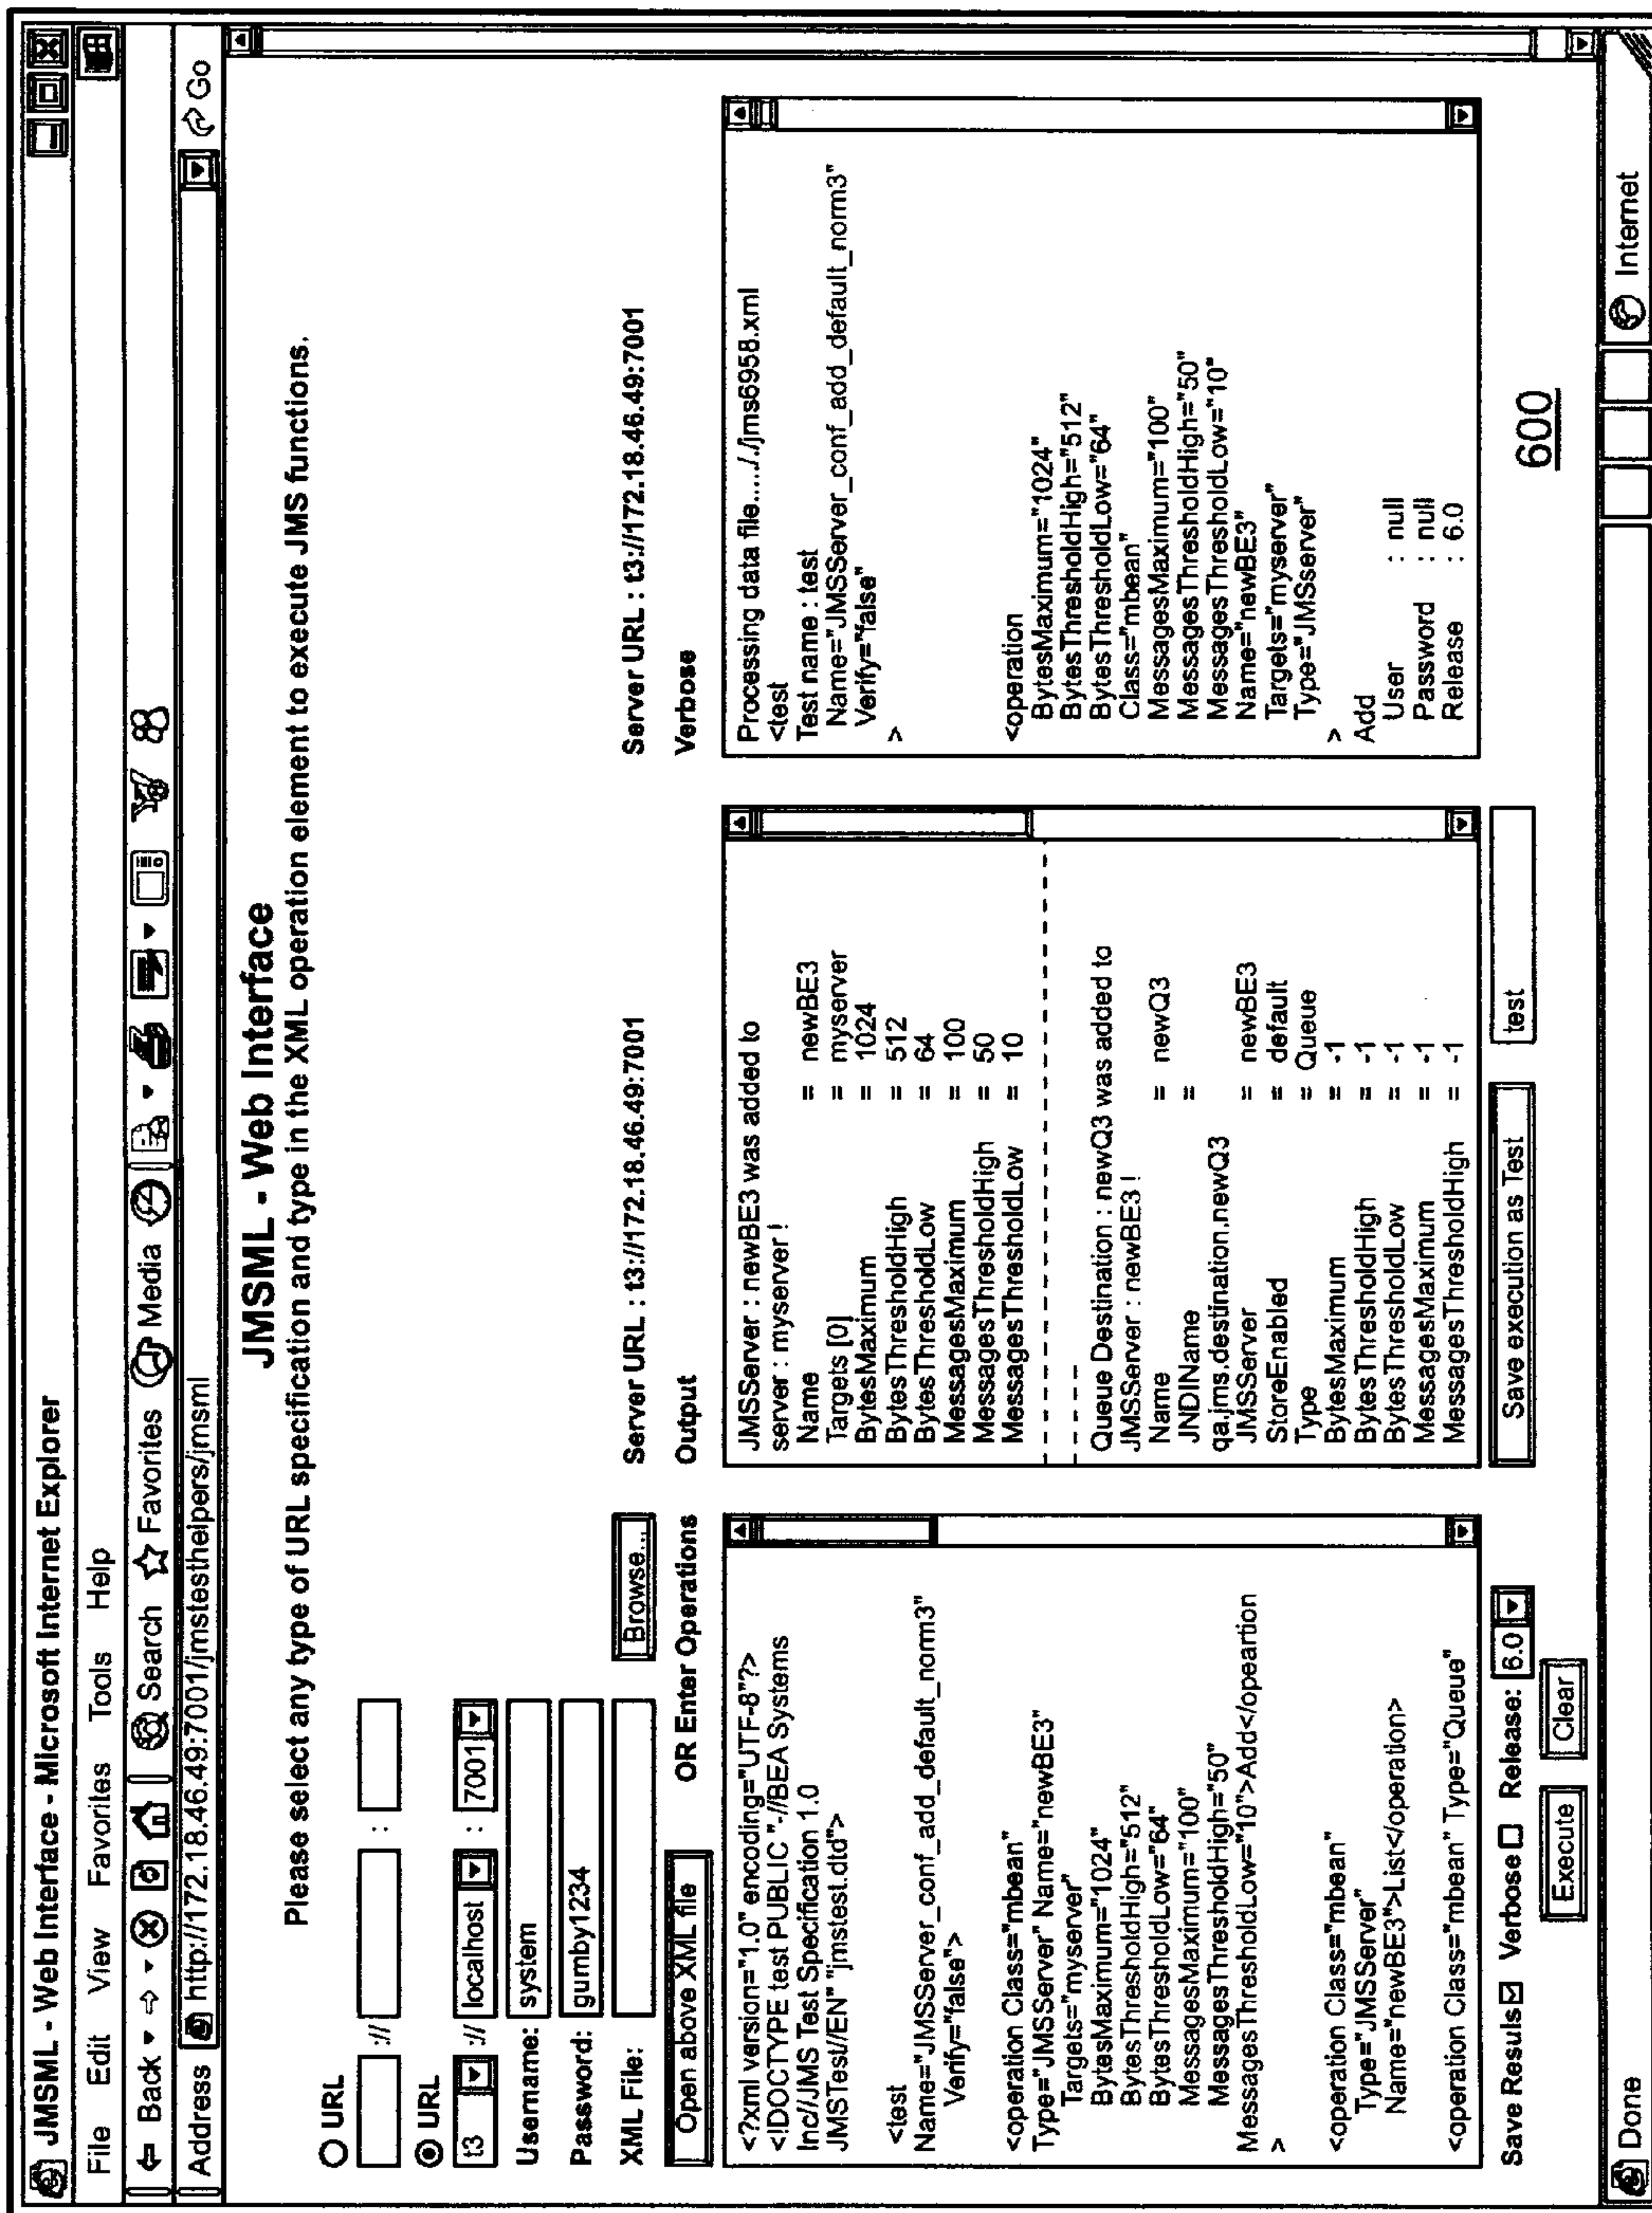 JMSML - Web Interface - Microsoft Internet Explorer
File Edit View Favorites Tools Help
Back Search Favorites Media
Address http://172.18.46.49:7001/jmstesthelpers/jmsml Go
JMSML - Web Interface
Please select any type of URL specification and type in the XML operation element to execute JMS functions.
URL
:// :
URL
t3 :// localhost : 7001
Username: system
Password: gumby1234
XML File: Browse...
Server URL : t3://172.18.46.49:7001
Server URL : t3://172.18.46.49:7001
Open above XML file OR Enter Operations
Output
Verbose
<?xml version="1.0" encoding="UTF-8"?>
<!DOCTYPE test PUBLIC "-//BEA Systems
Inc//JMS Test Specification 1.0
JMSTest//EN" "jmstest.dtd">
<test
Name="JMSServer_conf_add_default_norm3"
Verify="false">
<operation Class="mbean"
Type="JMSServer" Name="newBE3"
Targets="myserver"
BytesMaximum="1024"
BytesThresholdHigh="512"
BytesThresholdLow="64"
MessagesMaximum="100"
MessagesThresholdHigh="50"
MessagesThresholdLow="10">Add</opeartion
>
<operation Class="mbean"
Type="JMSServer"
Name="newBE3">List</operation>
<operation Class="mbean" Type="Queue"
JMSServer : newBE3 was added to
server : myserver !
Name = newBE3
Targets [0] = myserver
BytesMaximum = 1024
BytesThresholdHigh = 512
BytesThresholdLow = 64
MessagesMaximum = 100
MessagesThresholdHigh = 50
MessagesThresholdLow = 10
- - - - - - - - - - - - - - - - - - - - - - - - - - - - - -
- - - - -
Queue Destination : newQ3 was added to
JMSServer : newBE3 !
Name = newQ3
JNDIName =
qa.jms.destination.newQ3
JMSServer = newBE3
StoreEnabled = default
Type = Queue
BytesMaximum = -1
BytesThresholdHigh = -1
BytesThresholdLow = -1
MessagesMaximum = -1
MessagesThresholdHigh = -1
Processing data file...../jms6958.xml
<test
Test name : test
Name="JMSServer_conf_add_default_norm3"
Verify="false"
>
<operation
BytesMaximum="1024"
BytesThresholdHigh="512"
BytesThresholdLow="64"
Class="mbean"
MessagesMaximum="100"
MessagesThresholdHigh="50"
MessagesThresholdLow="10"
Name="newBE3"
Targets="myserver"
Type="JMSserver"
>
Add
User : null
Password : null
Release : 6.0
Save Resuls Verbose Release: 6.0
Save execution as Test test
Execute Clear
600
Done Internet